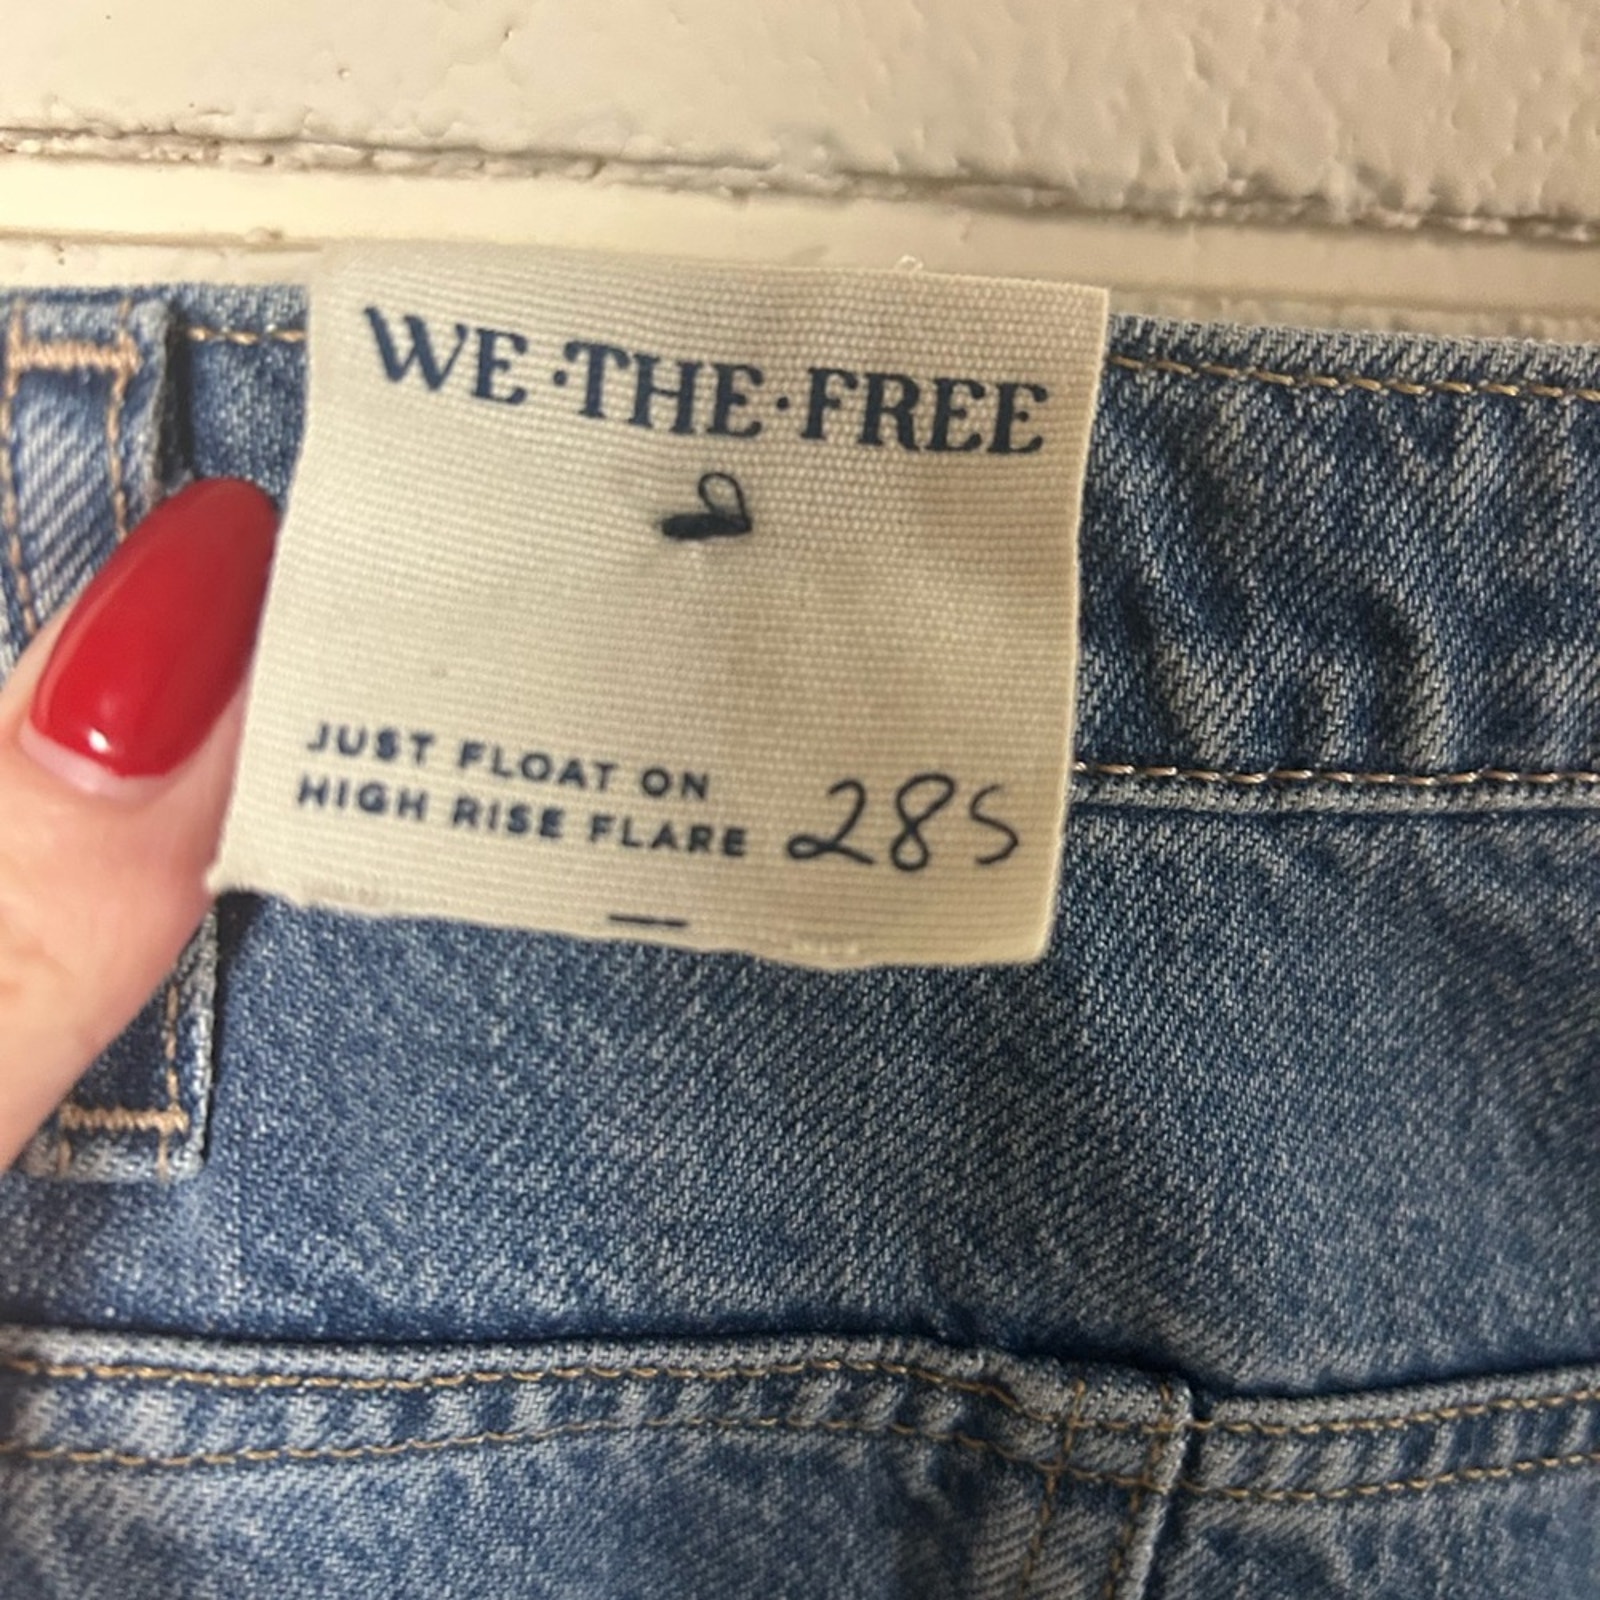 WE·THE·FREE
JUST FLOAT ON
HIGH RISE FLARE 28S